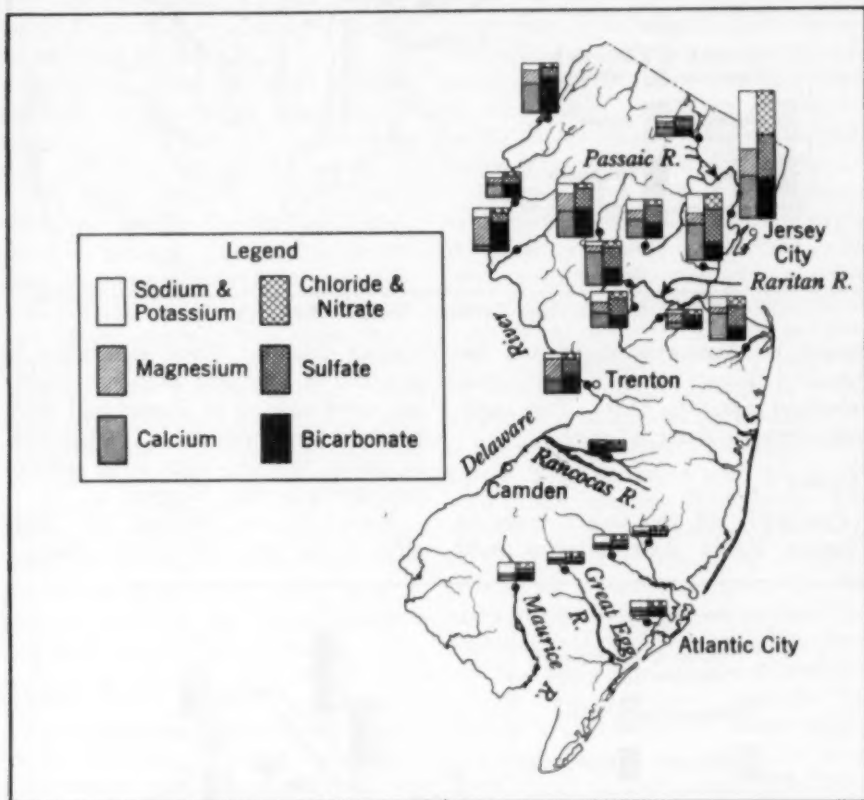 Passaic R.
Jersey
City
Raritan R.
Legend
Sodium &
Potassium
Chloride &
Nitrate
Magnesium
Sulfate
Calcium
Bicarbonate
River
Trenton
Delaware
Rancocas R.
Camden
Great Egg
R.
Maurice
R.
Atlantic City